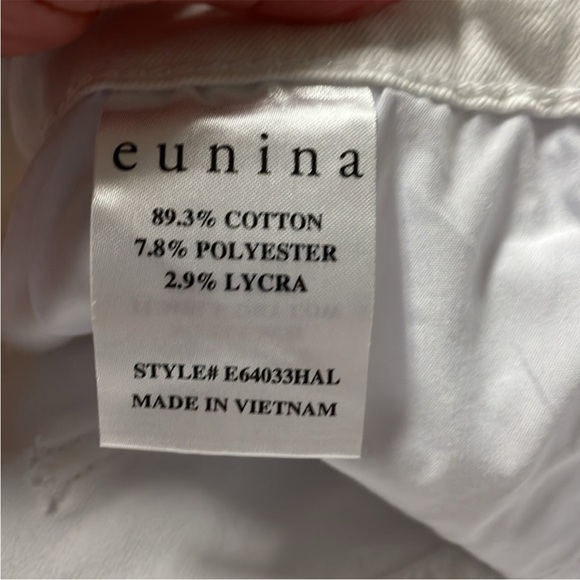 eunina
89.3% COTTON
7.8% POLYESTER
2.9% LYCRA
STYLE# E64033HAL
MADE IN VIETNAM